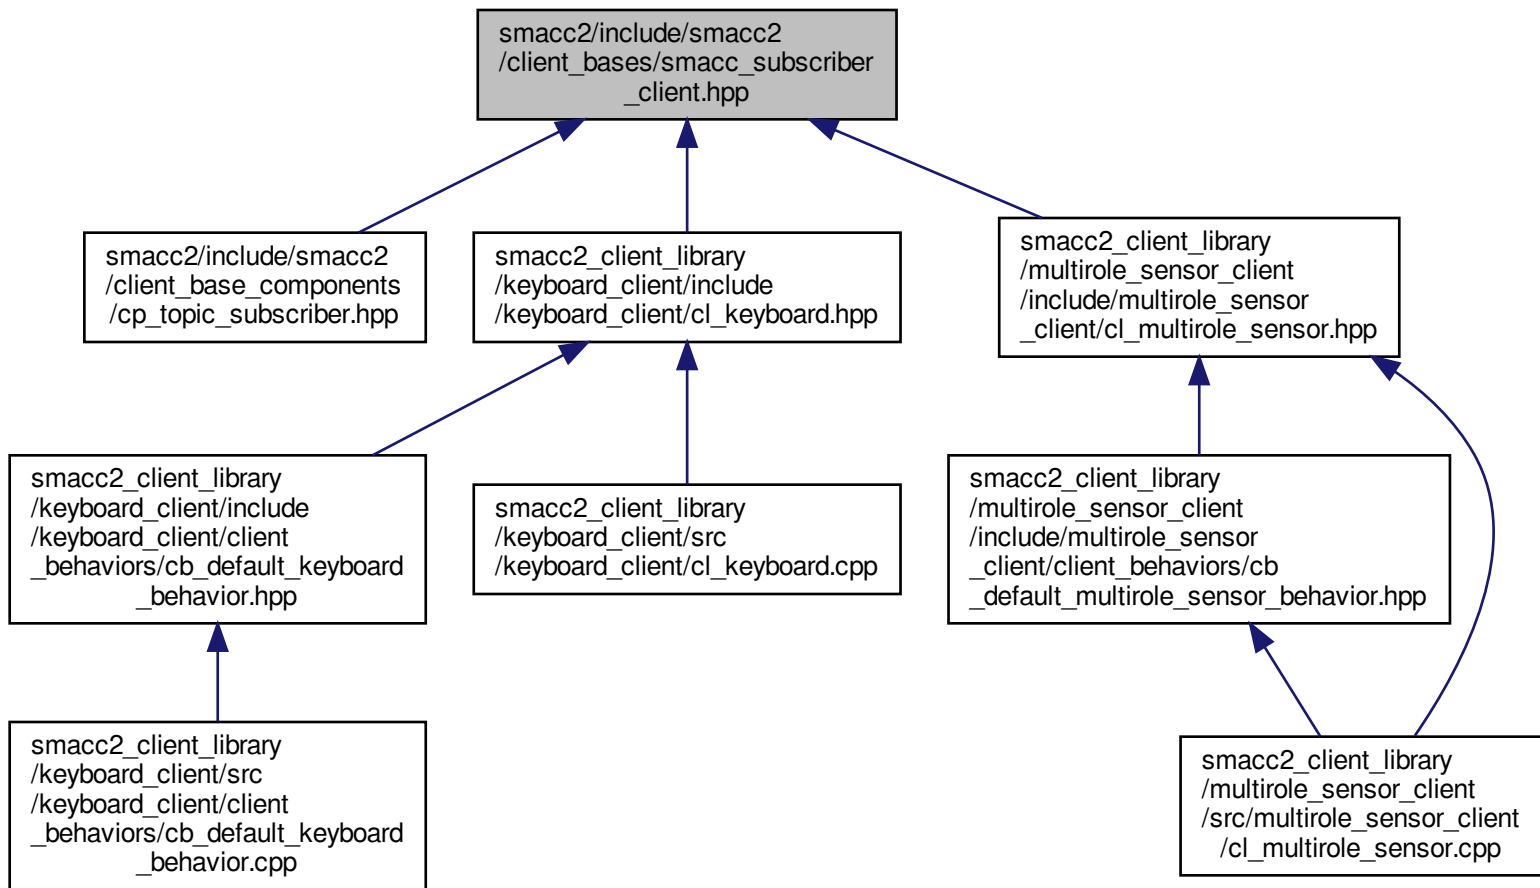 smacc2/include/smacc2
/client_bases/smacc_subscriber
_client.hpp
smacc2/include/smacc2
/client_base_components
/cp_topic_subscriber.hpp
smacc2_client_library
/keyboard_client/include
/keyboard_client/cl_keyboard.hpp
smacc2_client_library
/multirole_sensor_client
/include/multirole_sensor
_client/cl_multirole_sensor.hpp
smacc2_client_library
/keyboard_client/include
/keyboard_client/client
_behaviors/cb_default_keyboard
_behavior.hpp
smacc2_client_library
/keyboard_client/src
/keyboard_client/cl_keyboard.cpp
smacc2_client_library
/multirole_sensor_client
/include/multirole_sensor
_client/client_behaviors/cb
_default_multirole_sensor_behavior.hpp
smacc2_client_library
/keyboard_client/src
/keyboard_client/client
_behaviors/cb_default_keyboard
_behavior.cpp
smacc2_client_library
/multirole_sensor_client
/src/multirole_sensor_client
/cl_multirole_sensor.cpp